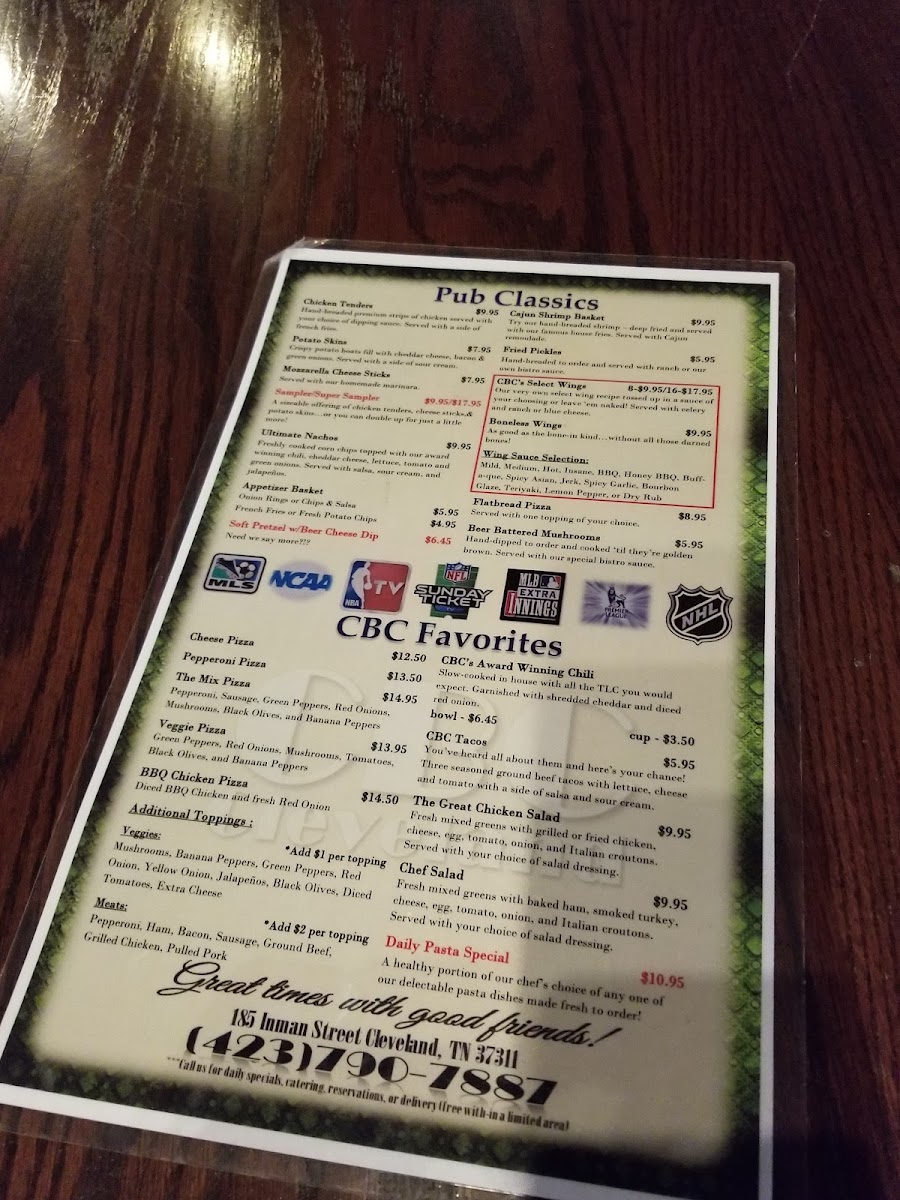 Pub Classics
Chicken Tenders $9.95
Hand-breaded premium strips of chicken served with
your choice of dipping sauce. Served with a side of
french fries.
Potato Skins $7.95
Crispy potato boats fill with cheddar cheese, bacon &
green onions. Served with a side of sour cream.
Mozzarella Cheese Sticks $7.95
Served with our homemade marinara.
Sampler/Super Sampler $9.95/$17.95
A sizeable offering of chicken tenders, cheese sticks,&
potato skins...or you can double up for just a little
more!
Ultimate Nachos $9.95
Freshly cooked corn chips topped with our award
winning chili, cheddar cheese, lettuce, tomato and
green onions. Served with salsa, sour cream, and
jalapeños.
Appetizer Basket
Onion Rings or Chips & Salsa $5.95
French Fries or Fresh Potato Chips $4.95
Soft Pretzel w/Beer Cheese Dip $6.45
Need we say more?!?
Cajun Shrimp Basket $9.95
Try our hand-breaded shrimp – deep fried and served
with our famous house fries. Served with Cajun
remoulade.
Fried Pickles $5.95
Hand-breaded to order and served with ranch or our
own bistro sauce.
CBC's Select Wings 8-$9.95/16-$17.95
Our very own select wing recipe tossed up in a sauce of
your choosing or leave 'em naked! Served with celery
and ranch or blue cheese.
Boneless Wings $9.95
As good as the bone-in kind...without all those darned
bones!
Wing Sauce Selection:
Mild, Medium, Hot, Insane, BBQ, Honey BBQ, Buff-
a-que, Spicy Asian, Jerk, Spicy Garlic, Bourbon
Glaze, Teriyaki, Lemon Pepper, or Dry Rub
Flatbread Pizza $8.95
Served with one topping of your choice.
Beer Battered Muhsrooms $5.95
Hand-dipped to order and cooked 'til they're golden
brown. Served with our special bistro sauce.
MLS
NCAA
NBA TV
NFL
SUNDAY
TICKET
MLB
EXTRA
INNINGS
PREMIER
LEAGUE
NHL
CBC Favorites
Cheese Pizza $12.50
Pepperoni Pizza $13.50
The Mix Pizza $14.95
Pepperoni, Sausage, Green Peppers, Red Onions,
Mushrooms, Black Olives, and Banana Peppers
Veggie Pizza $13.95
Green Peppers, Red Onions, Mushrooms, Tomatoes,
Black Olives, and Banana Peppers
BBQ Chicken Pizza $14.50
Diced BBQ Chicken and fresh Red Onion
Additional Toppings :
Veggies: *Add $1 per topping
Mushrooms, Banana Peppers, Green Peppers, Red
Onion, Yellow Onion, Jalapeños, Black Olives, Diced
Tomatoes, Extra Cheese
Meats: *Add $2 per topping
Pepperoni, Ham, Bacon, Sausage, Ground Beef,
Grilled Chicken, Pulled Pork
CBC's Award Winning Chili
Slow-cooked in house with all the TLC you would
expect. Garnished with shredded cheddar and diced
red onion.
bowl - $6.45 cup - $3.50
CBC Tacos $5.95
You've heard all about them and here's your chance!
Three seasoned ground beef tacos with lettuce, cheese
and tomato with a side of salsa and sour cream.
The Great Chicken Salad $9.95
Fresh mixed greens with grilled or fried chicken,
cheese, egg, tomato, onion, and Italian croutons.
Served with your choice of salad dressing.
Chef Salad $9.95
Fresh mixed greens with baked ham, smoked turkey,
cheese, egg, tomato, onion, and Italian croutons.
Served with your choice of salad dressing.
Daily Pasta Special $10.95
A healthy portion of our chef's choice of any one of
our delectable pasta dishes made fresh to order!
CBC
Cleveland
Great times with good friends!
185 Inman Street Cleveland, TN 37311
(423)790-7887
***Call us for daily specials, catering, reservations, or delivery (free with-in a limited area)